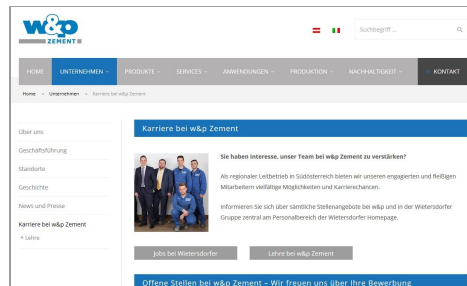 w&p
ZEMENT
Suchbegriff ...
HOME UNTERNEHMEN PRODUKTE SERVICES ANWENDUNGEN PRODUKTION NACHHALTIGKEIT KONTAKT
Home » Unternehmen » Karriere bei w&p Zement
Über uns
Geschäftsführung
Standorte
Geschichte
News und Presse
Karriere bei w&p Zement
+ Lehre
Karriere bei w&p Zement
Sie haben Interesse, unser Team bei w&p Zement zu verstärken?
Als regionaler Leitbetrieb in Südösterreich bieten wir unseren engagierten und fleißigen
Mitarbeitern vielfältige Möglichkeiten und Karrierechancen.
Informieren Sie sich über sämtliche Stellenangebote bei w&p und in der Wietersdorfer
Gruppe zentral am Personalbereich der Wietersdorfer Homepage.
Jobs bei Wietersdorfer
Lehre bei w&p Zement
Offene Stellen bei w&p Zement – Wir freuen uns über Ihre Bewerbung